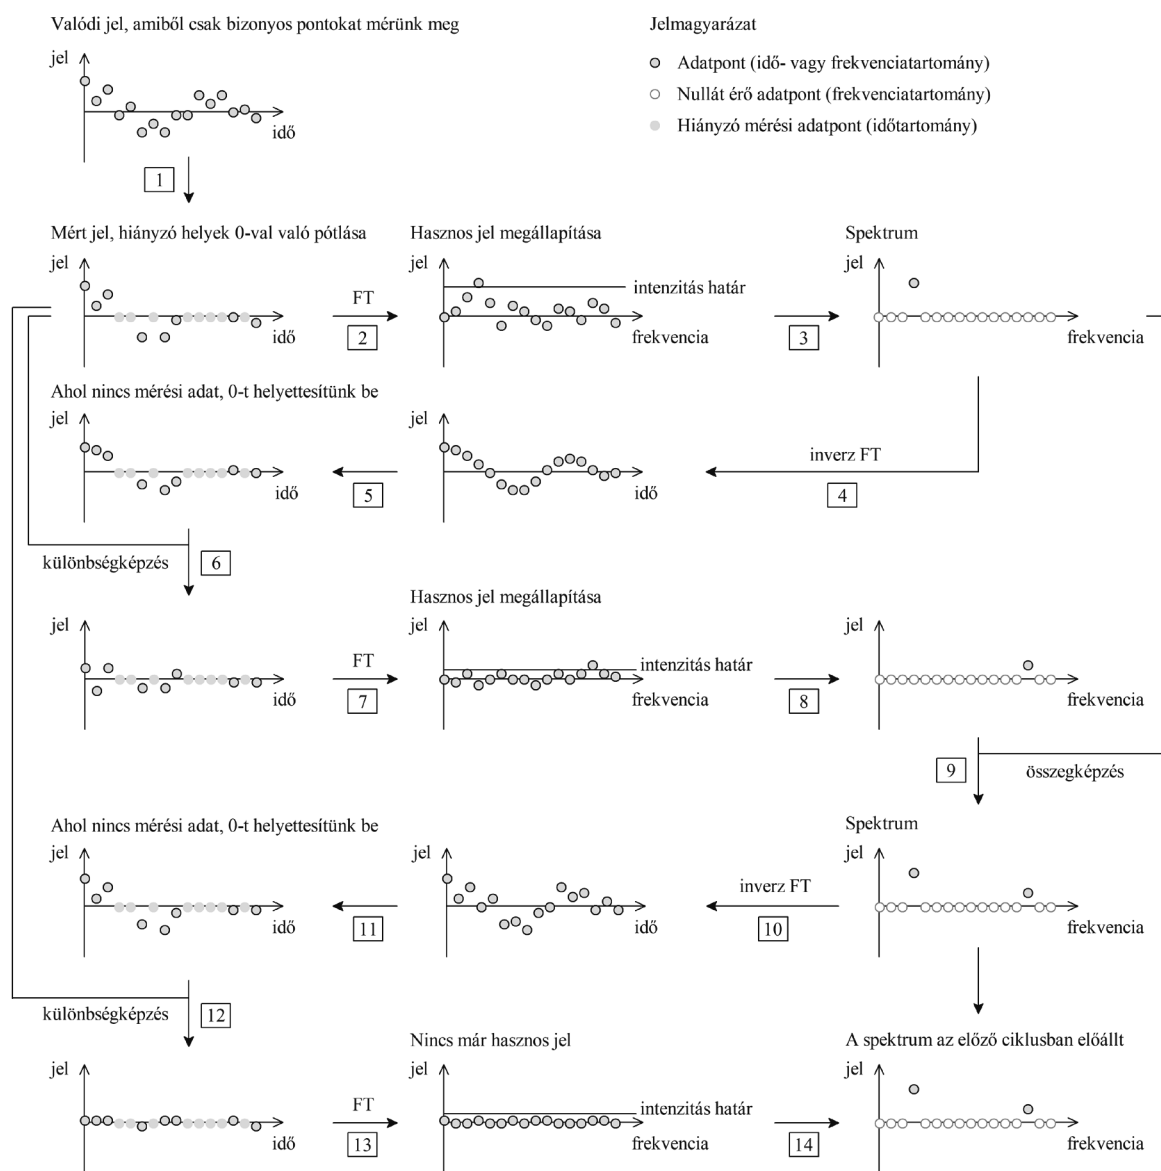 Valódi jel, amiből csak bizonyos pontokat mérünk meg
Jelmagyarázat
Adatpont (idő- vagy frekvenciatartomány)
Nullát érő adatpont (frekvenciatartomány)
Hiányzó mérési adatpont (időtartomány)
jel
idő
1
Mért jel, hiányzó helyek 0-val való pótlása
Hasznos jel megállapítása
Spektrum
jel
idő
FT
2
jel
intenzitás határ
frekvencia
3
jel
frekvencia
Ahol nincs mérési adat, 0-t helyettesítünk be
jel
idő
5
jel
idő
inverz FT
4
különbségképzés
6
Hasznos jel megállapítása
jel
idő
FT
7
jel
intenzitás határ
frekvencia
8
jel
frekvencia
9
összegképzés
Ahol nincs mérési adat, 0-t helyettesítünk be
Spektrum
jel
idő
11
jel
idő
inverz FT
10
jel
frekvencia
különbségképzés
12
Nincs már hasznos jel
A spektrum az előző ciklusban előállt
jel
idő
FT
13
jel
intenzitás határ
frekvencia
14
jel
frekvencia